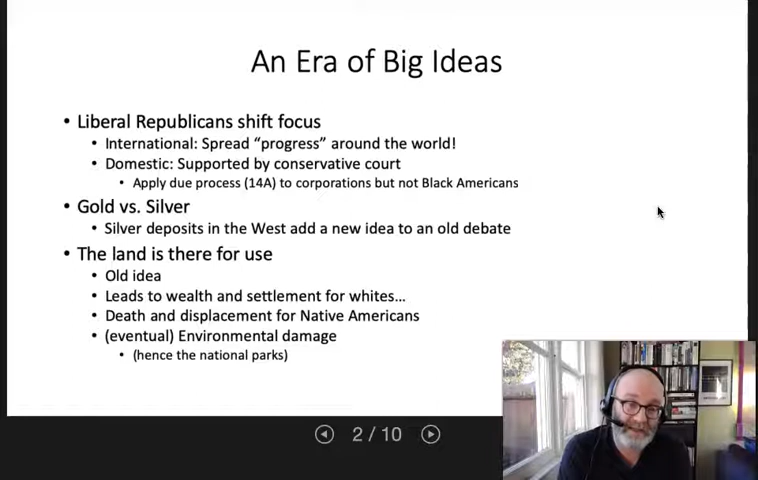 An Era of Big Ideas
• Liberal Republicans shift focus
• International: Spread “progress” around the world!
• Domestic: Supported by conservative court
• Apply due process (14A) to corporations but not Black Americans
• Gold vs. Silver
• Silver deposits in the West add a new idea to an old debate
• The land is there for use
• Old idea
• Leads to wealth and settlement for whites…
• Death and displacement for Native Americans
• (eventual) Environmental damage
• (hence the national parks)
2 / 10